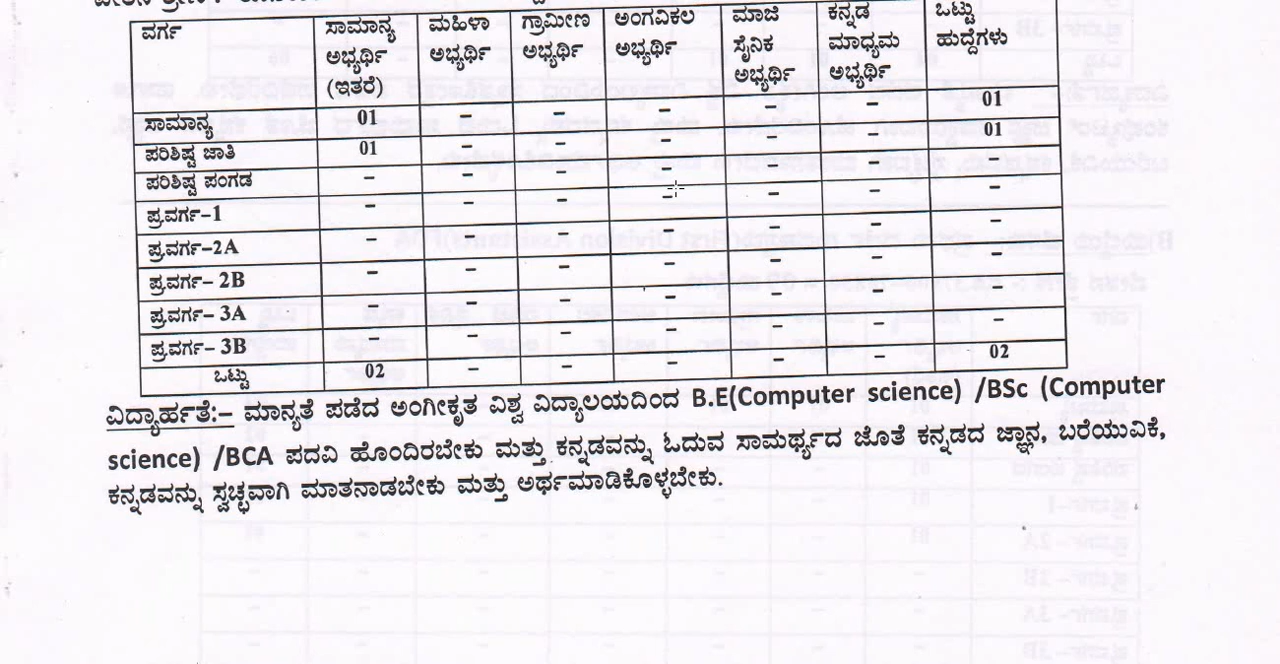 ವರ್ಗ ಸಾಮಾನ್ಯ ಅಭ್ಯರ್ಥಿ (ಇತರೆ) ಮಹಿಳಾ ಅಭ್ಯರ್ಥಿ ಗ್ರಾಮೀಣ ಅಭ್ಯರ್ಥಿ ಅಂಗವಿಕಲ ಅಭ್ಯರ್ಥಿ ಮಾಜಿ ಸೈನಿಕ ಅಭ್ಯರ್ಥಿ ಕನ್ನಡ ಮಾಧ್ಯಮ ಅಭ್ಯರ್ಥಿ ಒಟ್ಟು ಹುದ್ದೆಗಳು
ಸಾಮಾನ್ಯ 01 – – – – – 01
ಪರಿಶಿಷ್ಟ ಜಾತಿ 01 – – – – – 01
ಪರಿಶಿಷ್ಟ ಪಂಗಡ – – – – – – –
ಪ್ರವರ್ಗ–1 – – – – – – –
ಪ್ರವರ್ಗ–2A – – – – – – –
ಪ್ರವರ್ಗ– 2B – – – – – – –
ಪ್ರವರ್ಗ– 3A – – – – – – –
ಪ್ರವರ್ಗ– 3B – – – – – – –
ಒಟ್ಟು 02 – – – – – 02
ವಿದ್ಯಾರ್ಹತೆ:– ಮಾನ್ಯತೆ ಪಡೆದ ಅಂಗೀಕೃತ ವಿಶ್ವ ವಿದ್ಯಾಲಯದಿಂದ B.E(Computer science) /BSc (Computer
science) /BCA ಪದವಿ ಹೊಂದಿರಬೇಕು ಮತ್ತು ಕನ್ನಡವನ್ನು ಓದುವ ಸಾಮರ್ಥ್ಯದ ಜೊತೆ ಕನ್ನಡದ ಜ್ಞಾನ, ಬರೆಯುವಿಕೆ,
ಕನ್ನಡವನ್ನು ಸ್ವಚ್ಛವಾಗಿ ಮಾತನಾಡಬೇಕು ಮತ್ತು ಅರ್ಥಮಾಡಿಕೊಳ್ಳಬೇಕು.